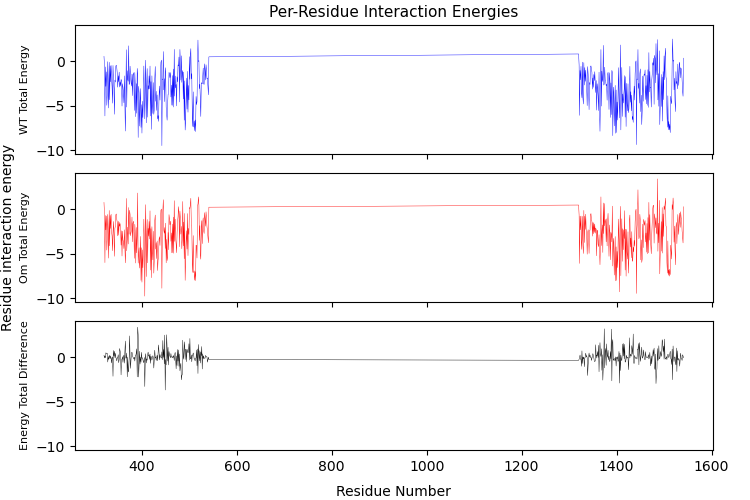 Per-Residue Interaction Energies
Residue interaction energy
WT Total Energy
0
−5
−10
Om Total Energy
0
−5
−10
Energy Total Difference
0
−5
−10
400 600 800 1000 1200 1400 1600
Residue Number